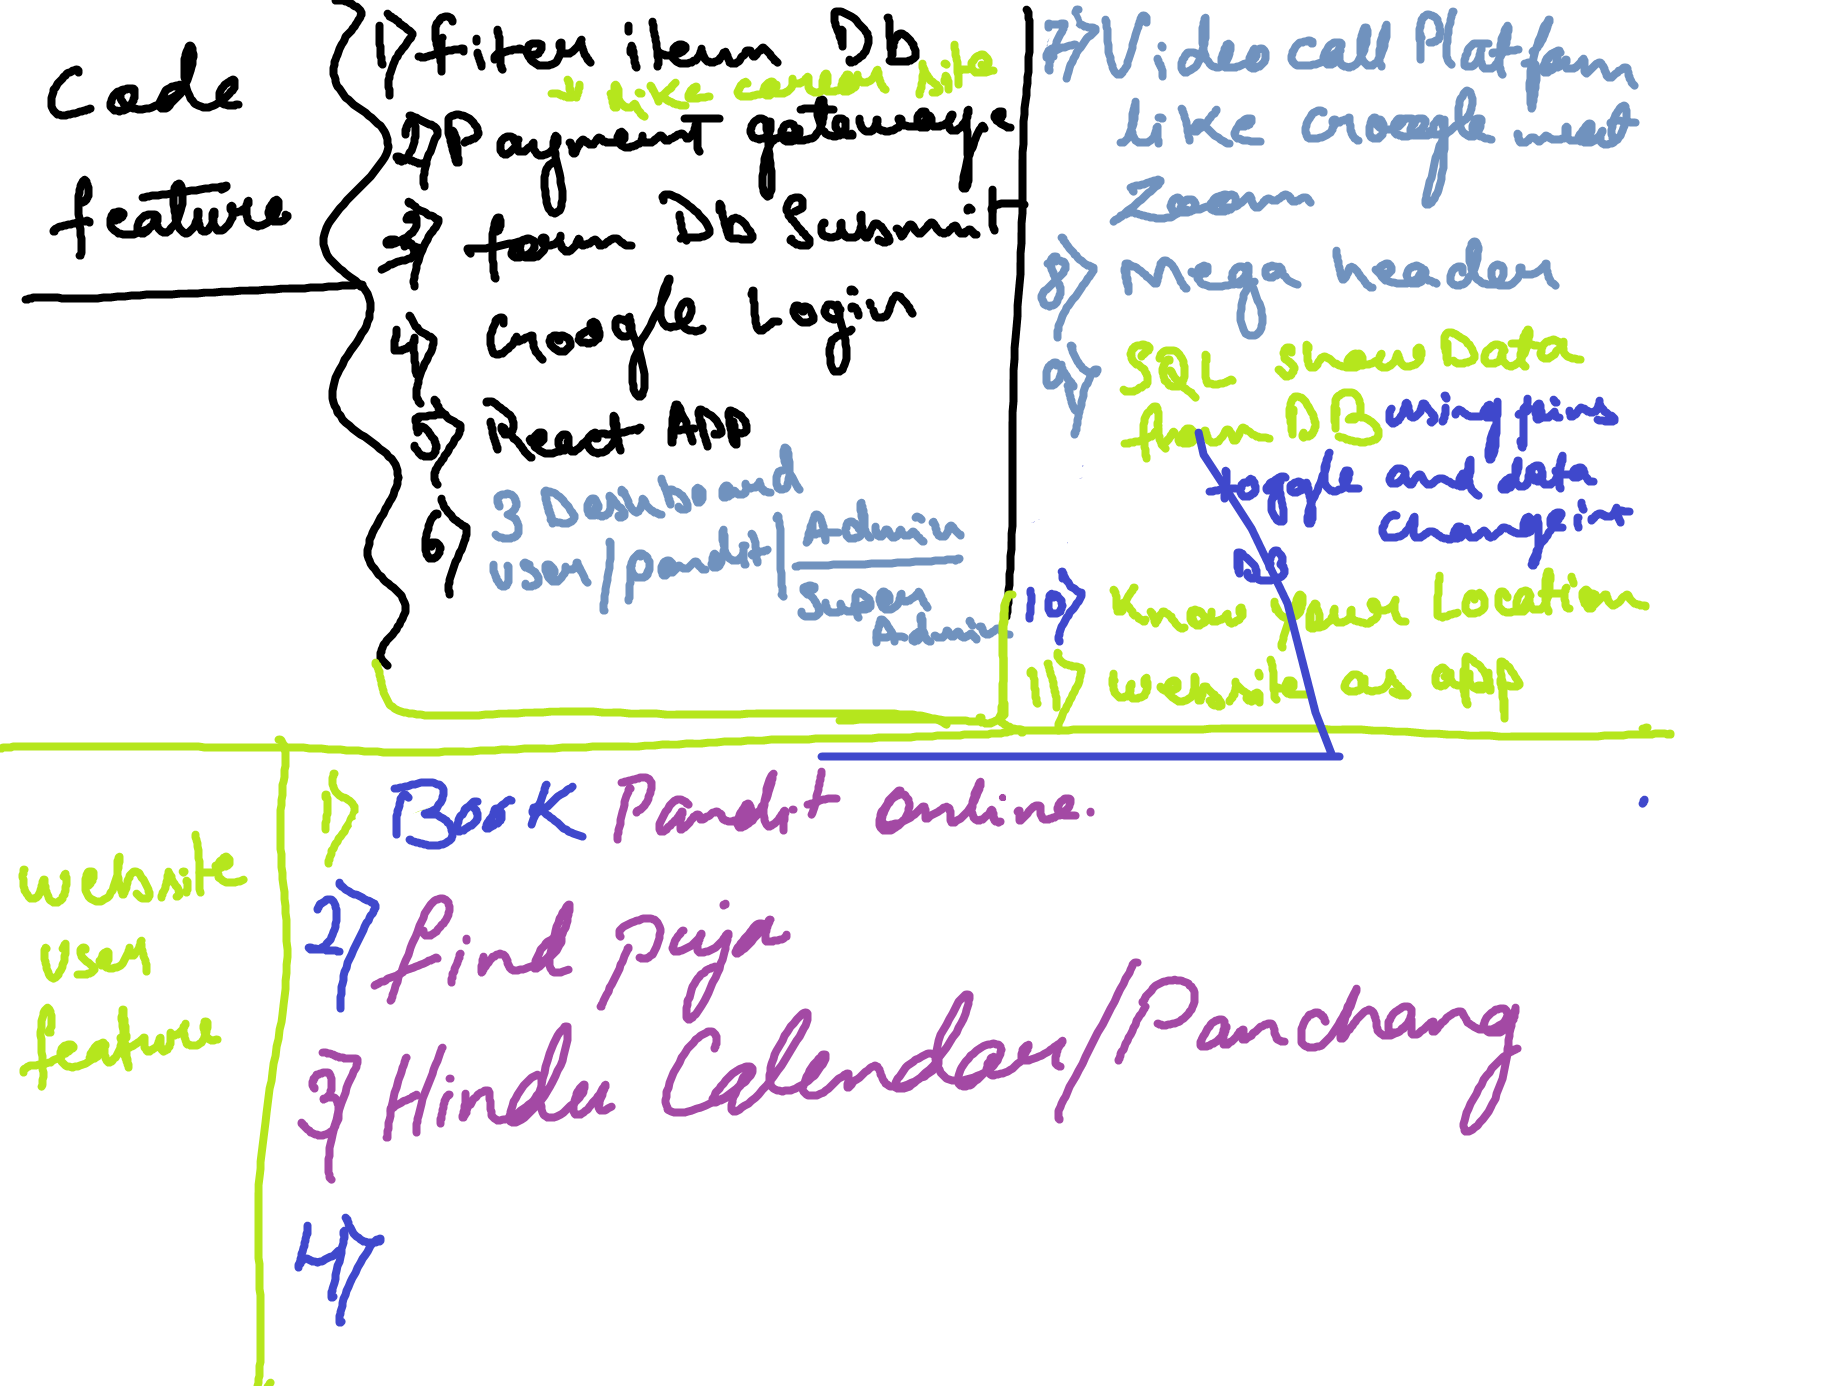 Code
feature
1) fiter item Db
→ like career site
2) Payment gateway
3) form Db Submit
4) Google Login
5) React APP
6) 3 Dashboard
user/pandit/Admin
Super
Admin
7) Video call Platform
like Google meet
Zoom
8) Mega header
9) SQL show Data
from DB using joins
toggle and data
change in
DB
10) Know your Location
11) website as app
website
user
feature
1) Book Pandit online.
2) find puja
3) Hindu Calendar/Panchang
4)